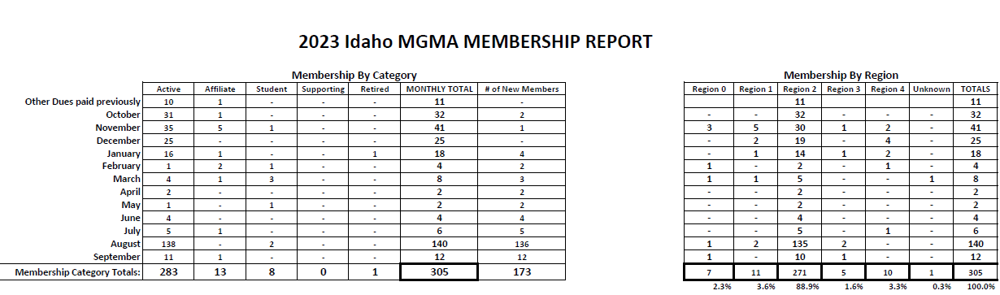 2023 Idaho MGMA MEMBERSHIP REPORT
Membership By Category Membership By Region
Active Affiliate Student Supporting Retired MONTHLY TOTAL # of New Members Region 0 Region 1 Region 2 Region 3 Region 4 Unknown TOTALS
Other Dues paid previously 10 1 - - - 11 - 11 11
October 31 1 - - - 32 2 - - 32 - - - 32
November 35 5 1 - - 41 1 3 5 30 1 2 - 41
December 25 - - - - 25 - - 2 19 - 4 - 25
January 16 1 - - 1 18 4 - 1 14 1 2 - 18
February 1 2 1 - - 4 2 1 - 2 - 1 - 4
March 4 1 3 - - 8 3 1 1 5 - - 1 8
April 2 - - - - 2 2 - - 2 - - - 2
May 1 - 1 - - 2 2 - - 2 - - - 2
June 4 - - - - 4 4 - - 4 - - - 4
July 5 1 - - - 6 5 - - 5 - 1 - 6
August 138 - 2 - - 140 136 1 2 135 2 - - 140
September 11 1 - - - 12 12 1 - 10 1 - - 12
Membership Category Totals: 283 13 8 0 1 305 173 7 11 271 5 10 1 305
2.3% 3.6% 88.9% 1.6% 3.3% 0.3% 100.0%